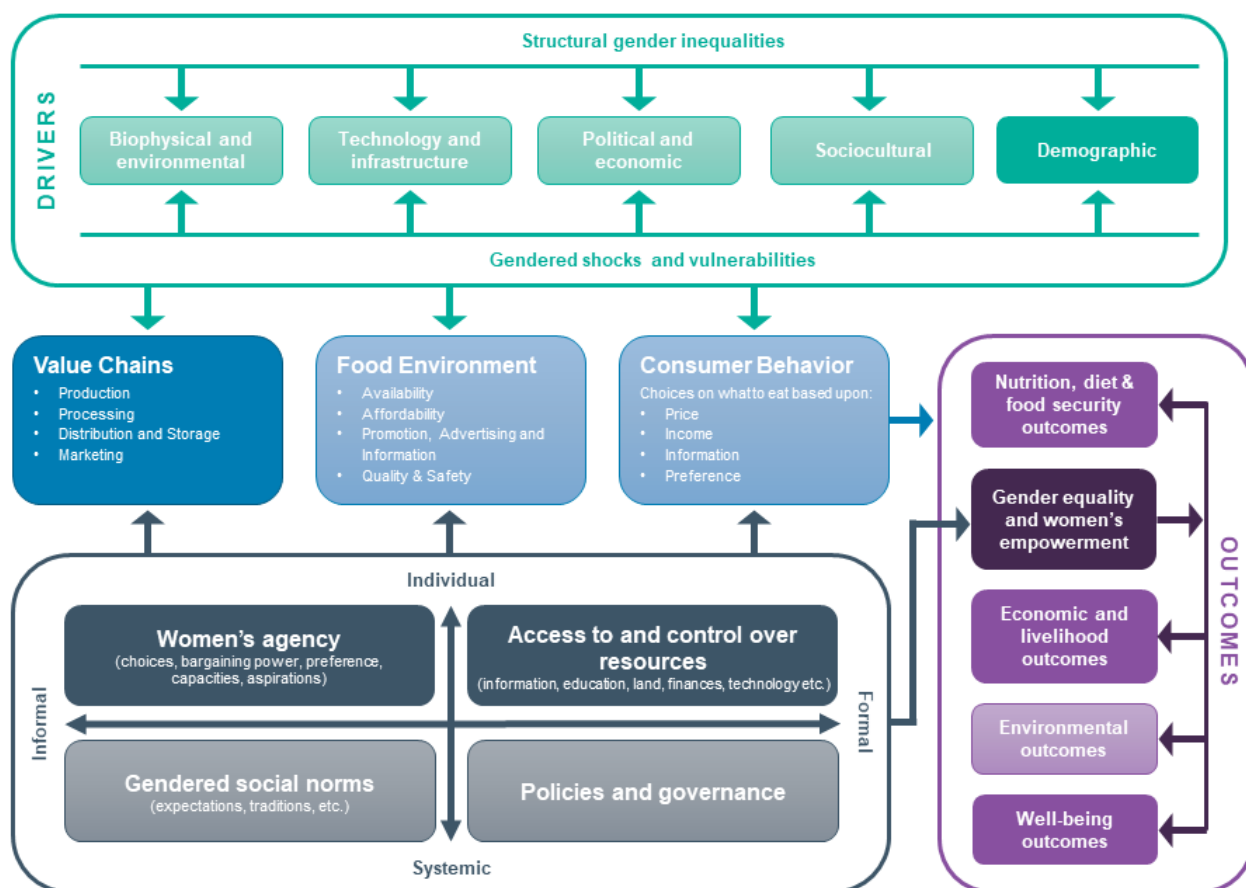 Structural gender inequalities
DRIVERS
Biophysical and
environmental
Technology and
infrastructure
Political and
economic
Sociocultural
Demographic
Gendered shocks and vulnerabilities
Value Chains
• Production
• Processing
• Distribution and Storage
• Marketing
Food Environment
• Availability
• Affordability
• Promotion, Advertising and
Information
• Quality & Safety
Consumer Behavior
Choices on what to eat based upon:
• Price
• Income
• Information
• Preference
Individual
Informal
Women's agency
(choices, bargaining power, preference,
capacities, aspirations)
Access to and control over
resources
(information, education, land, finances, technology etc.)
Formal
Gendered social norms
(expectations, traditions, etc.)
Policies and governance
Systemic
Nutrition, diet &
food security
outcomes
Gender equality
and women's
empowerment
Economic and
livelihood
outcomes
Environmental
outcomes
Well-being
outcomes
OUTCOMES